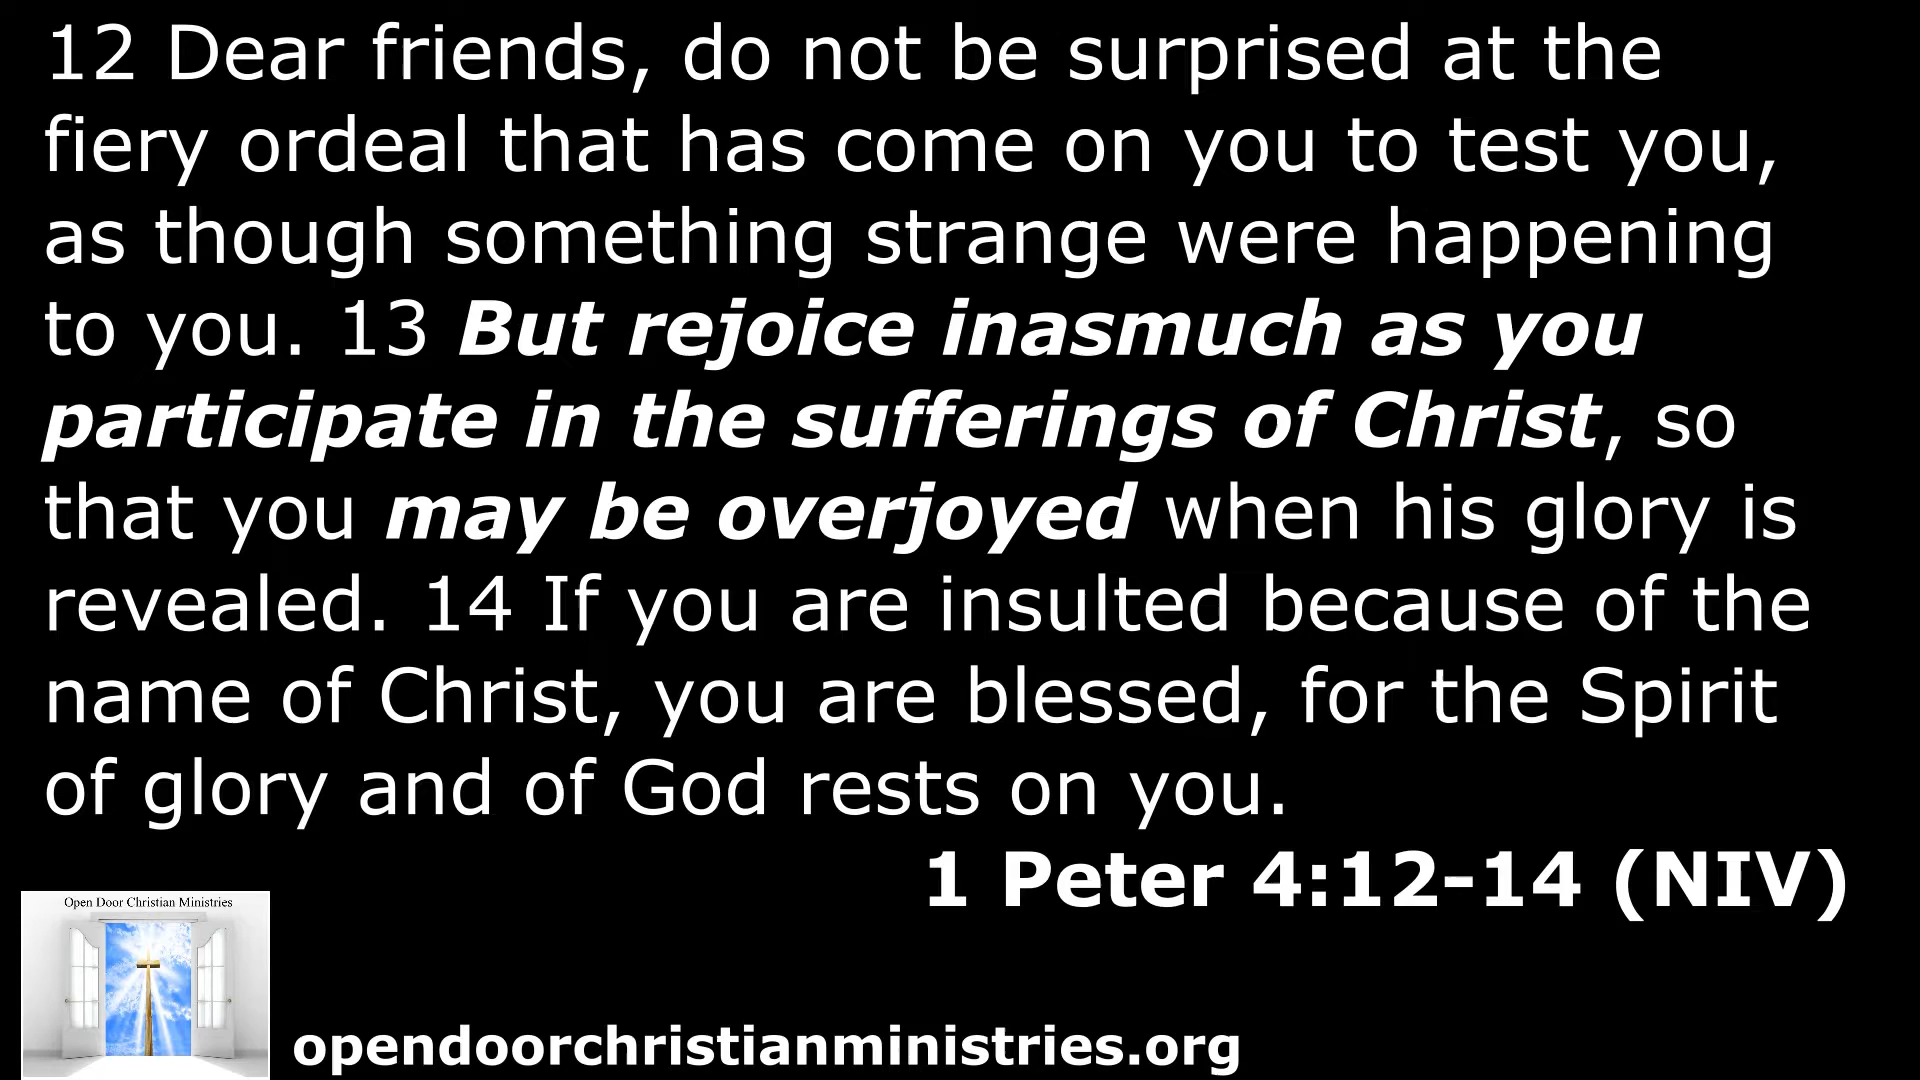 12 Dear friends, do not be surprised at the
fiery ordeal that has come on you to test you,
as though something strange were happening
to you. 13 But rejoice inasmuch as you
participate in the sufferings of Christ, so
that you may be overjoyed when his glory is
revealed. 14 If you are insulted because of the
name of Christ, you are blessed, for the Spirit
of glory and of God rests on you.
1 Peter 4:12-14 (NIV)
Open Door Christian Ministries
opendoorchristianministries.org